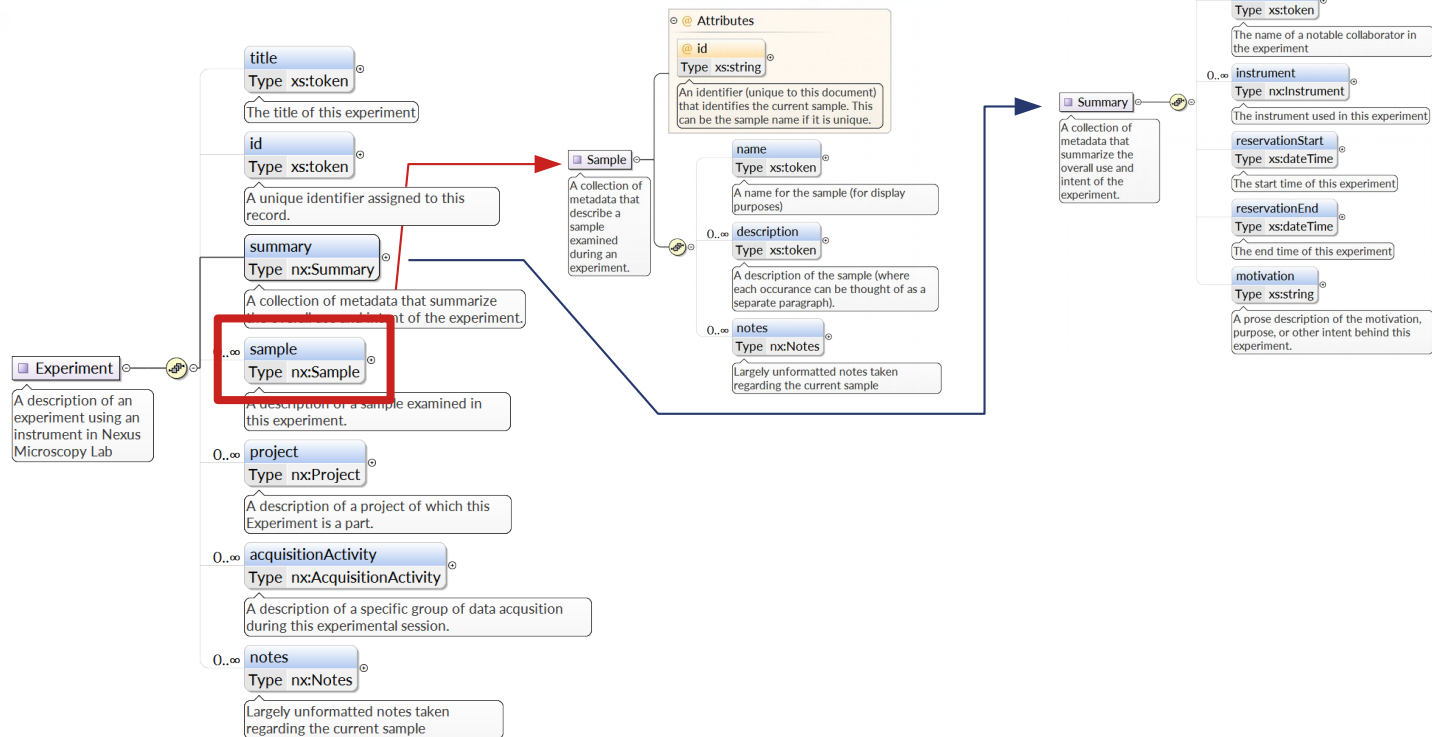 Experiment
A description of an
experiment using an
instrument in Nexus
Microscopy Lab
title
Type xs:token
The title of this experiment
id
Type xs:token
A unique identifier assigned to this
record.
summary
Type nx:Summary
A collection of metadata that summarize
the overall use and intent of the experiment.
0..∞
sample
Type nx:Sample
A description of a sample examined in
this experiment.
0..∞
project
Type nx:Project
A description of a project of which this
Experiment is a part.
0..∞
acquisitionActivity
Type nx:AcquisitionActivity
A description of a specific group of data acqusition
during this experimental session.
0..∞
notes
Type nx:Notes
Largely unformatted notes taken
regarding the current sample
Sample
A collection of
metadata that
describe a
sample
examined
during an
experiment.
@ Attributes
@ id
Type xs:string
An identifier (unique to this document)
that identifies the current sample. This
can be the sample name if it is unique.
name
Type xs:token
A name for the sample (for display
purposes)
0..∞
description
Type xs:token
A description of the sample (where
each occurance can be thought of as a
separate paragraph).
0..∞
notes
Type nx:Notes
Largely unformatted notes taken
regarding the current sample
Summary
A collection of
metadata that
summarize the
overall use and
intent of the
experiment.
Type xs:token
The name of a notable collaborator in
the experiment
0..∞
instrument
Type nx:Instrument
The instrument used in this experiment
reservationStart
Type xs:dateTime
The start time of this experiment
reservationEnd
Type xs:dateTime
The end time of this experiment
motivation
Type xs:string
A prose description of the motivation,
purpose, or other intent behind this
experiment.